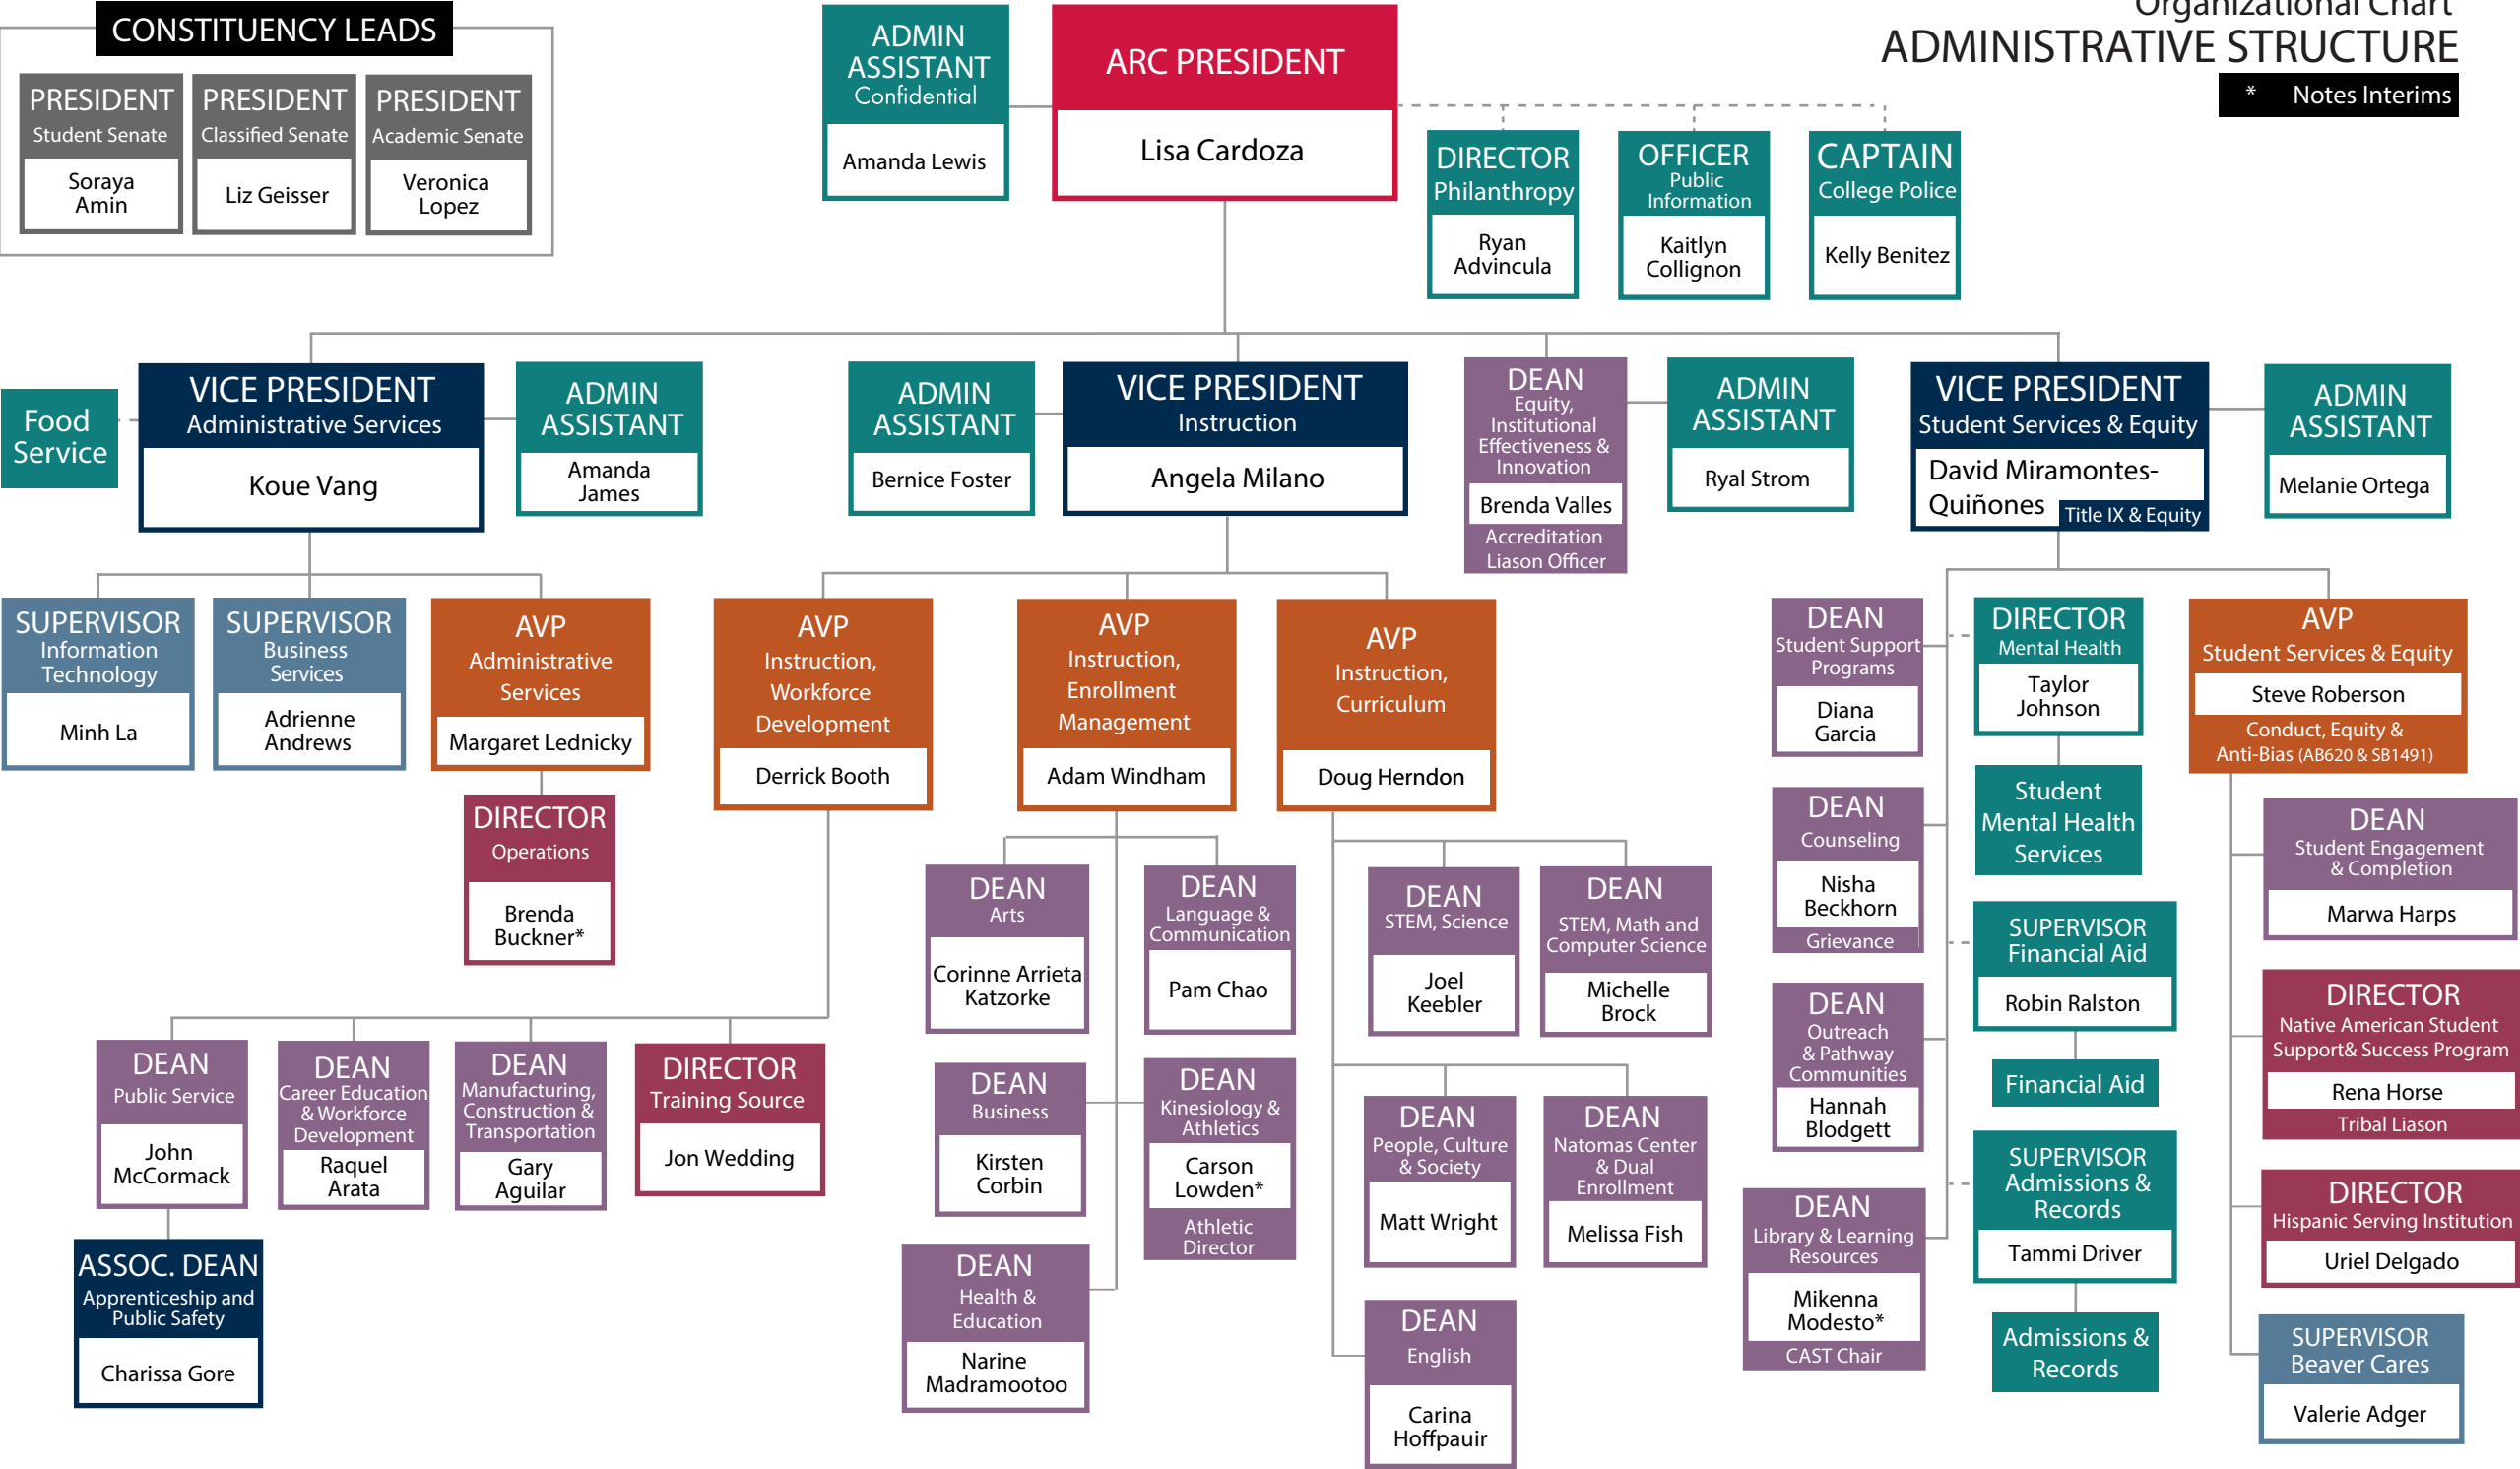 CONSTITUENCY LEADS
PRESIDENT
Student Senate
Soraya
Amin
PRESIDENT
Classified Senate
Liz Geisser
PRESIDENT
Academic Senate
Veronica
Lopez
ADMIN
ASSISTANT
Confidential
Amanda Lewis
ARC PRESIDENT
Lisa Cardoza
Organizational Chart
ADMINISTRATIVE STRUCTURE
* Notes Interims
DIRECTOR
Philanthropy
Ryan
Advincula
OFFICER
Public
Information
Kaitlyn
Collignon
CAPTAIN
College Police
Kelly Benitez
Food
Service
VICE PRESIDENT
Administrative Services
Koue Vang
ADMIN
ASSISTANT
Amanda
James
ADMIN
ASSISTANT
Bernice Foster
VICE PRESIDENT
Instruction
Angela Milano
DEAN
Equity,
Institutional
Effectiveness &
Innovation
Brenda Valles
Accreditation
Liason Officer
ADMIN
ASSISTANT
Ryal Strom
VICE PRESIDENT
Student Services & Equity
David Miramontes-
Quiñones
Title IX & Equity
ADMIN
ASSISTANT
Melanie Ortega
SUPERVISOR
Information
Technology
Minh La
SUPERVISOR
Business
Services
Adrienne
Andrews
AVP
Administrative
Services
Margaret Lednicky
DIRECTOR
Operations
Brenda
Buckner*
AVP
Instruction,
Workforce
Development
Derrick Booth
AVP
Instruction,
Enrollment
Management
Adam Windham
AVP
Instruction,
Curriculum
Doug Herndon
DEAN
Public Service
John
McCormack
DEAN
Career Education
& Workforce
Development
Raquel
Arata
DEAN
Manufacturing,
Construction &
Transportation
Gary
Aguilar
DIRECTOR
Training Source
Jon Wedding
ASSOC. DEAN
Apprenticeship and
Public Safety
Charissa Gore
DEAN
Arts
Corinne Arrieta
Katzorke
DEAN
Language &
Communication
Pam Chao
DEAN
Business
Kirsten
Corbin
DEAN
Kinesiology &
Athletics
Carson
Lowden*
Athletic
Director
DEAN
Health &
Education
Narine
Madramootoo
DEAN
STEM, Science
Joel
Keebler
DEAN
STEM, Math and
Computer Science
Michelle
Brock
DEAN
People, Culture
& Society
Matt Wright
DEAN
Natomas Center
& Dual
Enrollment
Melissa Fish
DEAN
English
Carina
Hoffpauir
DEAN
Student Support
Programs
Diana
Garcia
DEAN
Counseling
Nisha
Beckhorn
Grievance
DEAN
Outreach
& Pathway
Communities
Hannah
Blodgett
DEAN
Library & Learning
Resources
Mikenna
Modesto*
CAST Chair
DIRECTOR
Mental Health
Taylor
Johnson
Student
Mental Health
Services
SUPERVISOR
Financial Aid
Robin Ralston
Financial Aid
SUPERVISOR
Admissions &
Records
Tammi Driver
Admissions &
Records
AVP
Student Services & Equity
Steve Roberson
Conduct, Equity &
Anti-Bias (AB620 & SB1491)
DEAN
Student Engagement
& Completion
Marwa Harps
DIRECTOR
Native American Student
Support& Success Program
Rena Horse
Tribal Liason
DIRECTOR
Hispanic Serving Institution
Uriel Delgado
SUPERVISOR
Beaver Cares
Valerie Adger